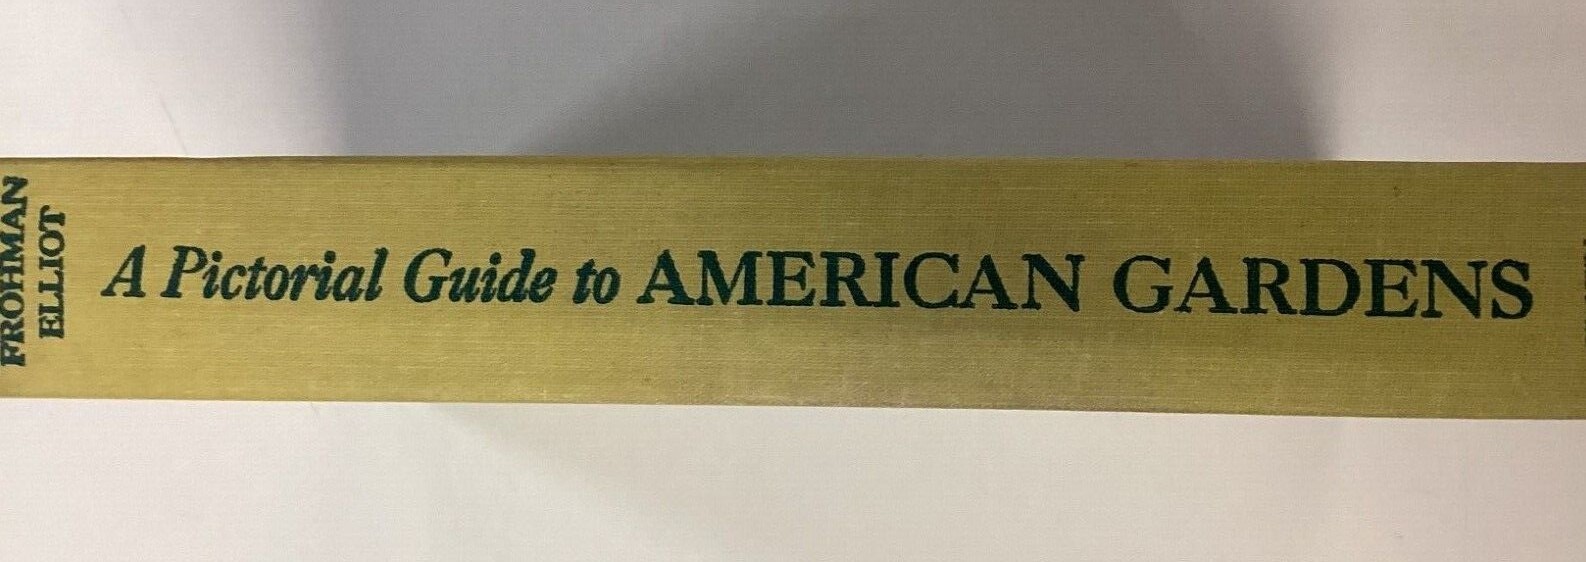 FROHMAN
ELLIOT
A Pictorial Guide to AMERICAN GARDENS